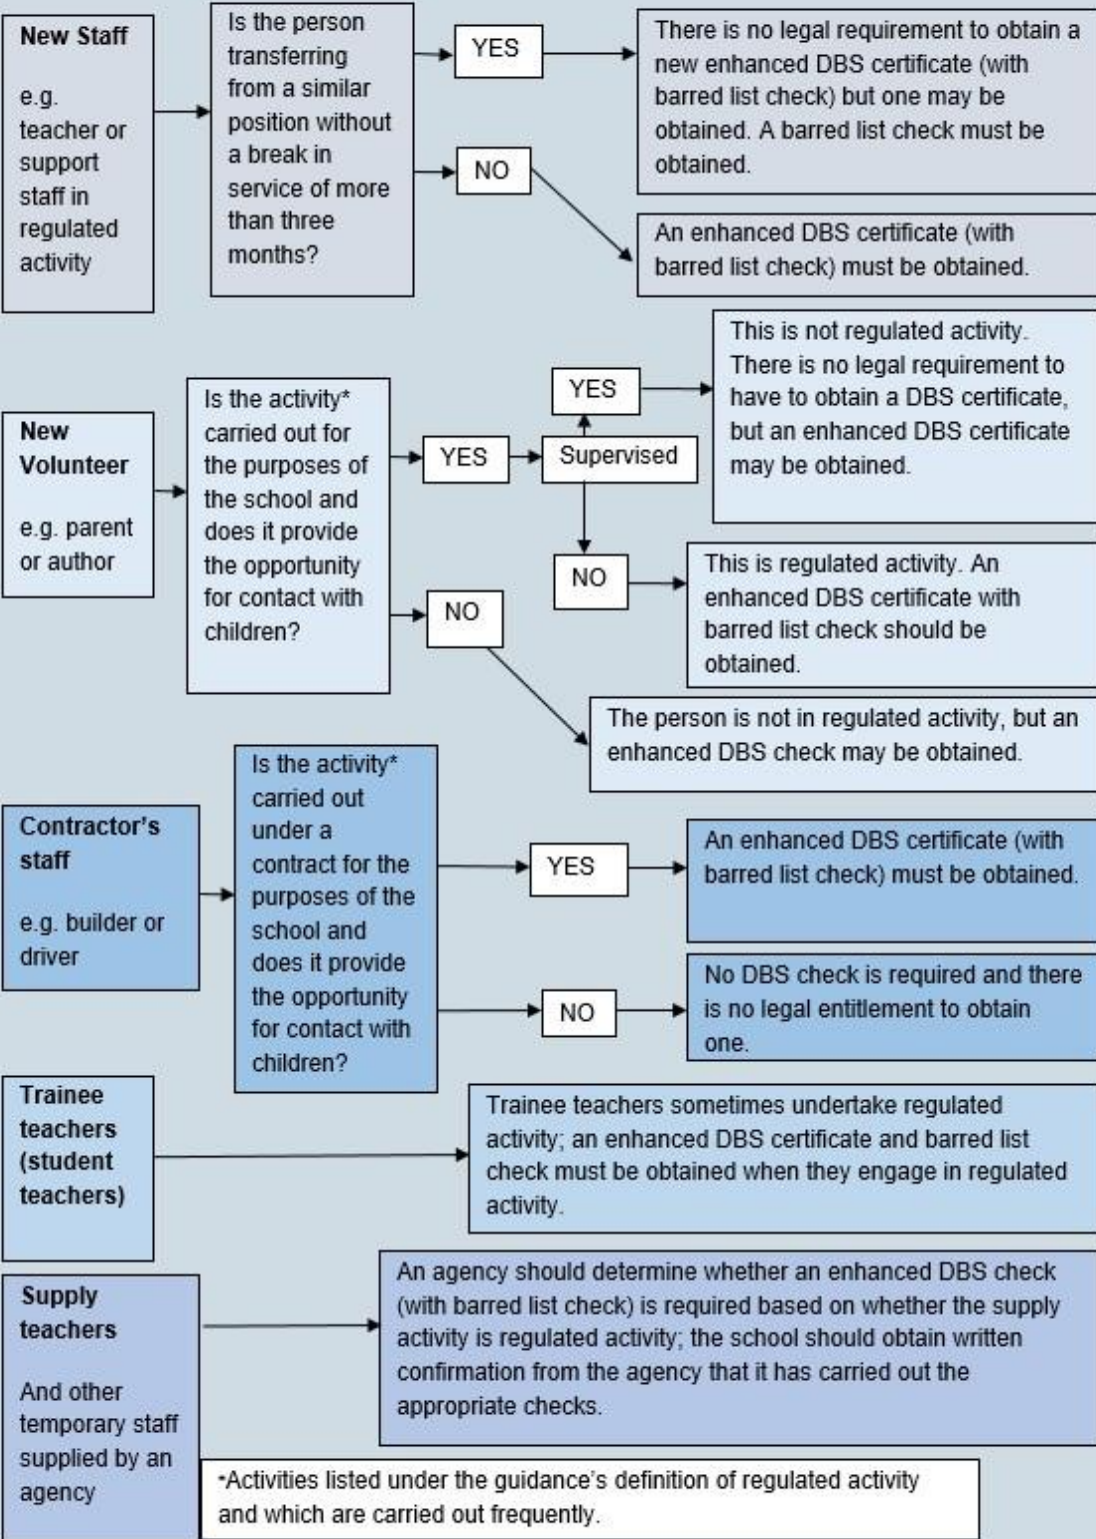 New Staff
e.g.
teacher or
support
staff in
regulated
activity
Is the person
transferring
from a similar
position without
a break in
service of more
than three
months?
YES
There is no legal requirement to obtain a
new enhanced DBS certificate (with
barred list check) but one may be
obtained. A barred list check must be
obtained.
NO
An enhanced DBS certificate (with
barred list check) must be obtained.
New
Volunteer
e.g. parent
or author
Is the activity*
carried out for
the purposes of
the school and
does it provide
the opportunity
for contact with
children?
YES
Supervised
YES
This is not regulated activity.
There is no legal requirement to
have to obtain a DBS certificate,
but an enhanced DBS certificate
may be obtained.
NO
This is regulated activity. An
enhanced DBS certificate with
barred list check should be
obtained.
NO
The person is not in regulated activity, but an
enhanced DBS check may be obtained.
Contractor's
staff
e.g. builder or
driver
Is the activity*
carried out
under a
contract for the
purposes of the
school and
does it provide
the opportunity
for contact with
children?
YES
An enhanced DBS certificate (with
barred list check) must be obtained.
NO
No DBS check is required and there
is no legal entitlement to obtain
one.
Trainee
teachers
(student
teachers)
Trainee teachers sometimes undertake regulated
activity; an enhanced DBS certificate and barred list
check must be obtained when they engage in regulated
activity.
Supply
teachers
And other
temporary staff
supplied by an
agency
An agency should determine whether an enhanced DBS check
(with barred list check) is required based on whether the supply
activity is regulated activity; the school should obtain written
confirmation from the agency that it has carried out the
appropriate checks.
*Activities listed under the guidance's definition of regulated activity
and which are carried out frequently.